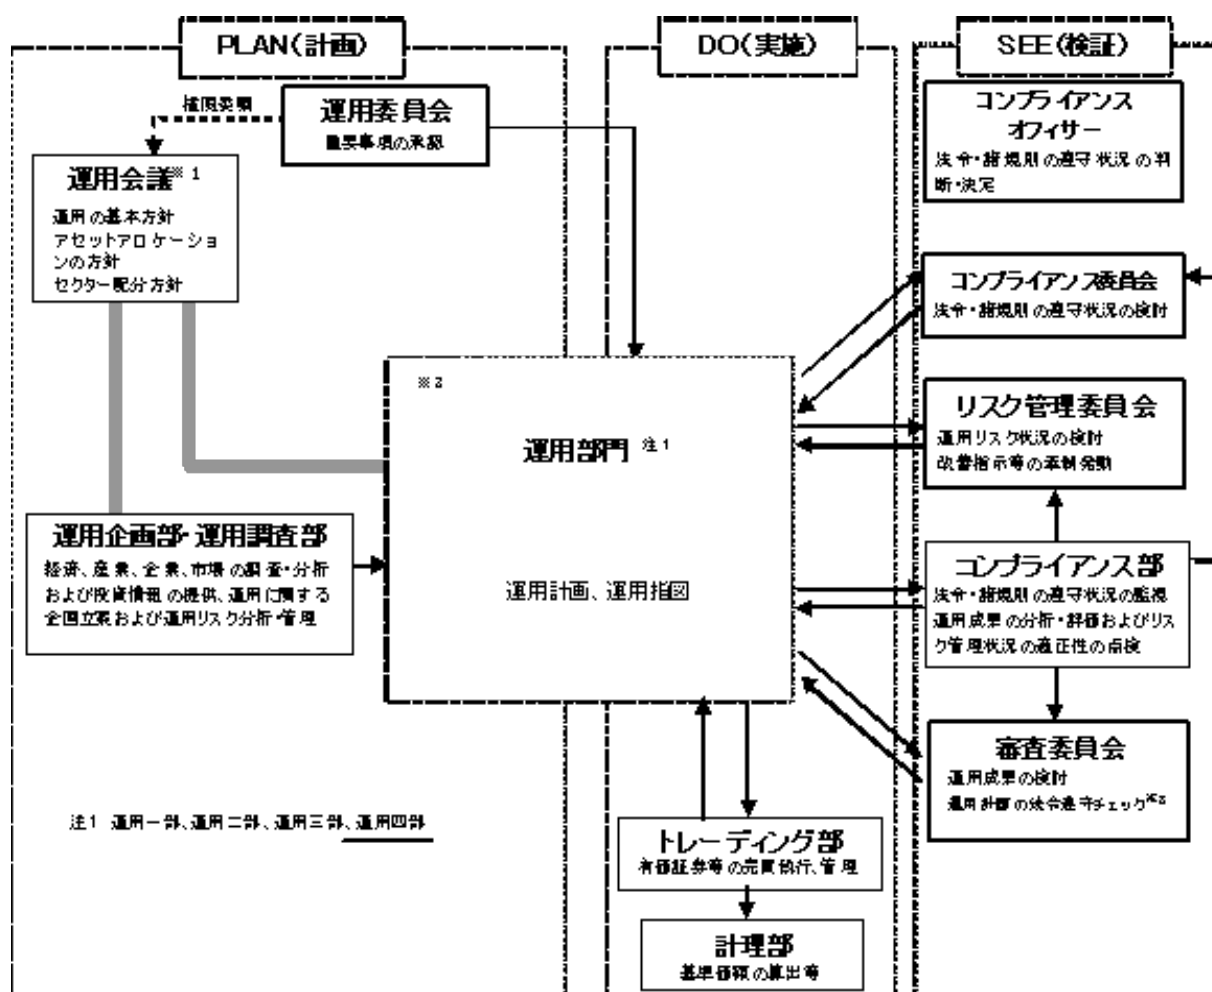 PLAN(計画)
運用委員会
重要事項の承認
権限委譲
運用会議※1
運用の基本方針
アセットアロケーショ
ンの方針
セクター配分方針
運用企画部・運用調査部
経済、産業、企業、市場の調査・分析
および投資情報の提供、運用に関する
企画立案および運用リスク分析・管理
注1 運用一部、運用二部、運用三部、運用四部
DO(実施)
※2
運用部門 注1
運用計画、運用指図
トレーディング部
有価証券等の売買執行、管理
計理部
基準価額の算出等
SEE(検証)
コンプライアンス
オフィサー
法令・諸規則の遵守状況の判
断・決定
コンプライアンス委員会
法令・諸規則の遵守状況の検討
リスク管理委員会
運用リスク状況の検討
改善指示等の牽制発動
コンプライアンス部
法令・諸規則の遵守状況の監視
運用成果の分析・評価およびリス
ク管理状況の適正性の点検
審査委員会
運用成果の検討
運用計画の法令遵守チェック